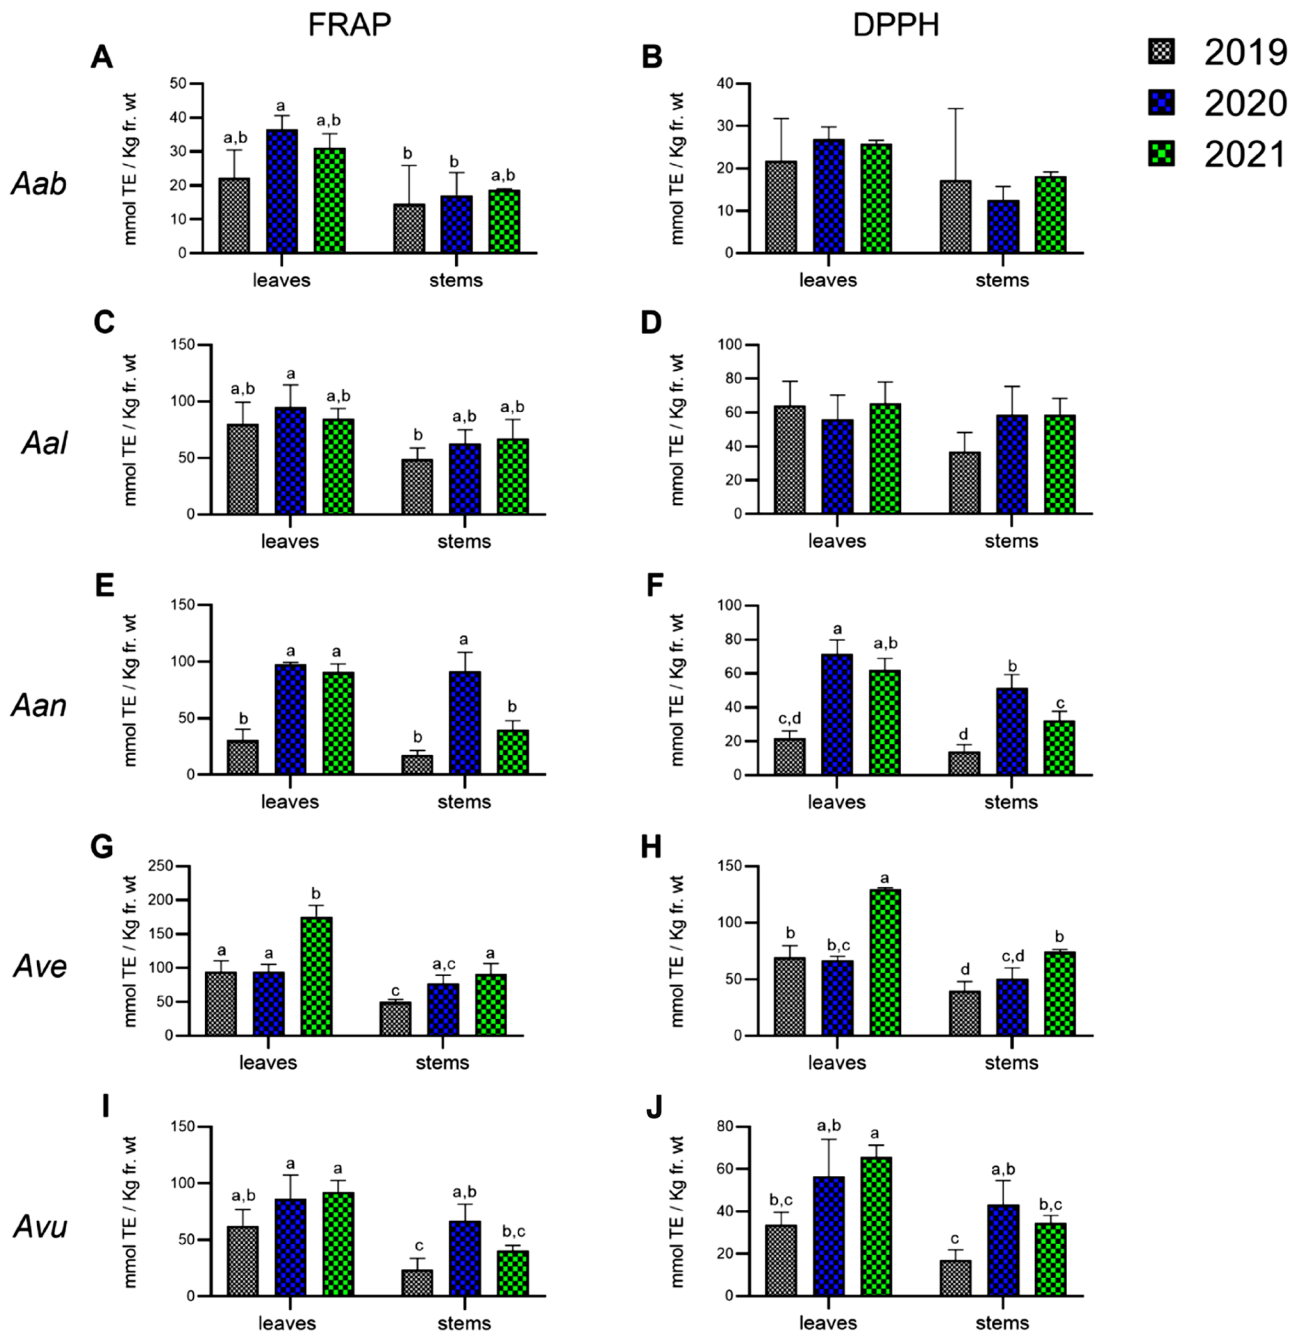 FRAP
DPPH
2019
2020
2021
Aab
A
mmol TE / Kg fr. wt
50
40
30
20
10
0
a,b
a
a,b
b
b
a,b
leaves
stems
B
mmol TE / Kg fr. wt
40
30
20
10
0
leaves
stems
Aal
C
mmol TE / Kg fr. wt
150
100
50
0
a,b
a
a,b
b
a,b
a,b
leaves
stems
D
mmol TE / Kg fr. wt
100
80
60
40
20
0
leaves
stems
Aan
E
mmol TE / Kg fr. wt
150
100
50
0
b
a
a
b
a
b
leaves
stems
F
mmol TE / Kg fr. wt
100
80
60
40
20
0
c,d
a
a,b
d
b
c
leaves
stems
Ave
G
mmol TE / Kg fr. wt
250
200
150
100
50
0
a
a
b
c
a,c
a
leaves
stems
H
mmol TE / Kg fr. wt
150
100
50
0
b
b,c
a
d
c,d
b
leaves
stems
Avu
I
mmol TE / Kg fr. wt
150
100
50
0
a,b
a
a
c
a,b
b,c
leaves
stems
J
mmol TE / Kg fr. wt
80
60
40
20
0
b,c
a,b
a
c
a,b
b,c
leaves
stems